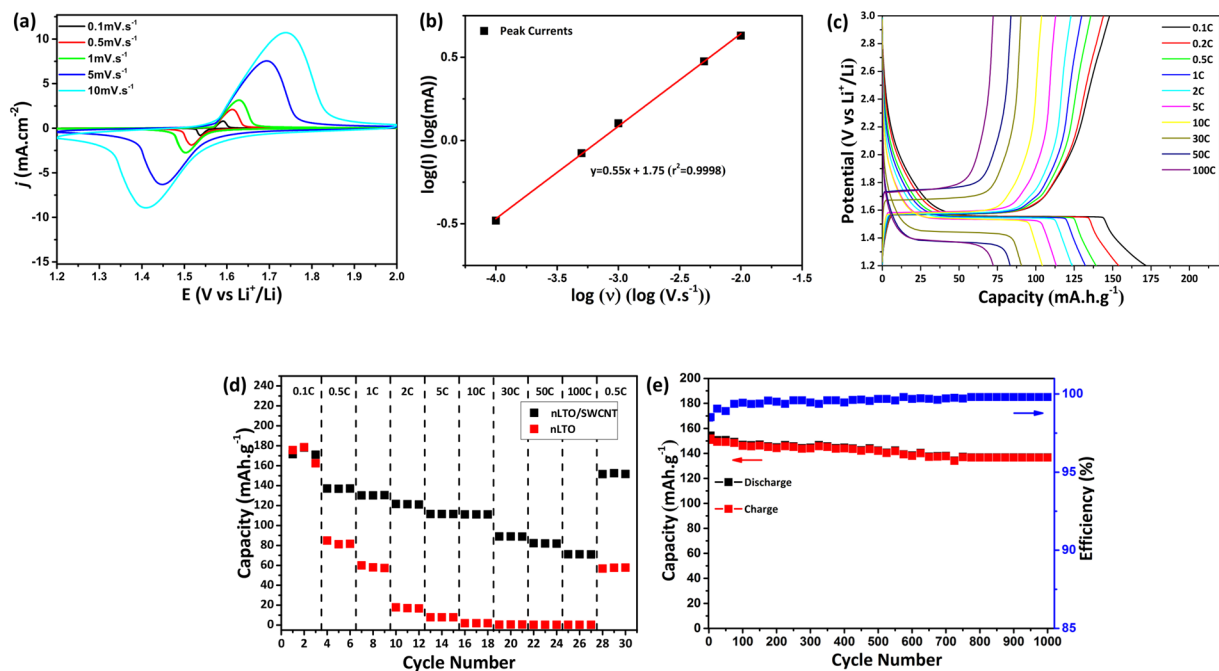 (a)
0.1mV.s⁻¹
0.5mV.s⁻¹
1mV.s⁻¹
5mV.s⁻¹
10mV.s⁻¹
j (mA.cm⁻²)
10
5
0
-5
-10
-15
1.2 1.3 1.4 1.5 1.6 1.7 1.8 1.9 2.0
E (V vs Li⁺/Li)
(b)
Peak Currents
log(I) (log(mA))
0.5
0.0
-0.5
y=0.55x + 1.75 (r²=0.9998)
-4.0 -3.5 -3.0 -2.5 -2.0 -1.5
log (ν) (log (V.s⁻¹))
(c)
0.1C
0.2C
0.5C
1C
2C
5C
10C
30C
50C
100C
Potential (V vs Li⁺/Li)
3.0
2.8
2.6
2.4
2.2
2.0
1.8
1.6
1.4
1.2
0 25 50 75 100 125 150 175 200
Capacity (mA.h.g⁻¹)
(d)
0.1C 0.5C 1C 2C 5C 10C 30C 50C 100C 0.5C
nLTO/SWCNT
nLTO
Capacity (mAh.g⁻¹)
240
220
200
180
160
140
120
100
80
60
40
20
0
0 2 4 6 8 10 12 14 16 18 20 22 24 26 28 30
Cycle Number
(e)
Discharge
Charge
Capacity (mAh.g⁻¹)
200
180
160
140
120
100
80
60
40
20
0
100
95
90
85
Efficiency (%)
0 100 200 300 400 500 600 700 800 900 1000
Cycle Number